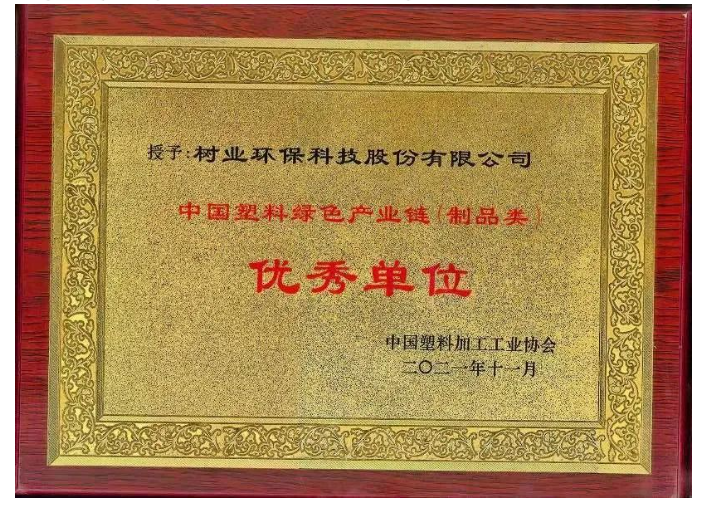 授予:树业环保科技股份有限公司
中国塑料绿色产业链(制品类)
优秀单位
中国塑料加工工业协会
二〇二一年十一月